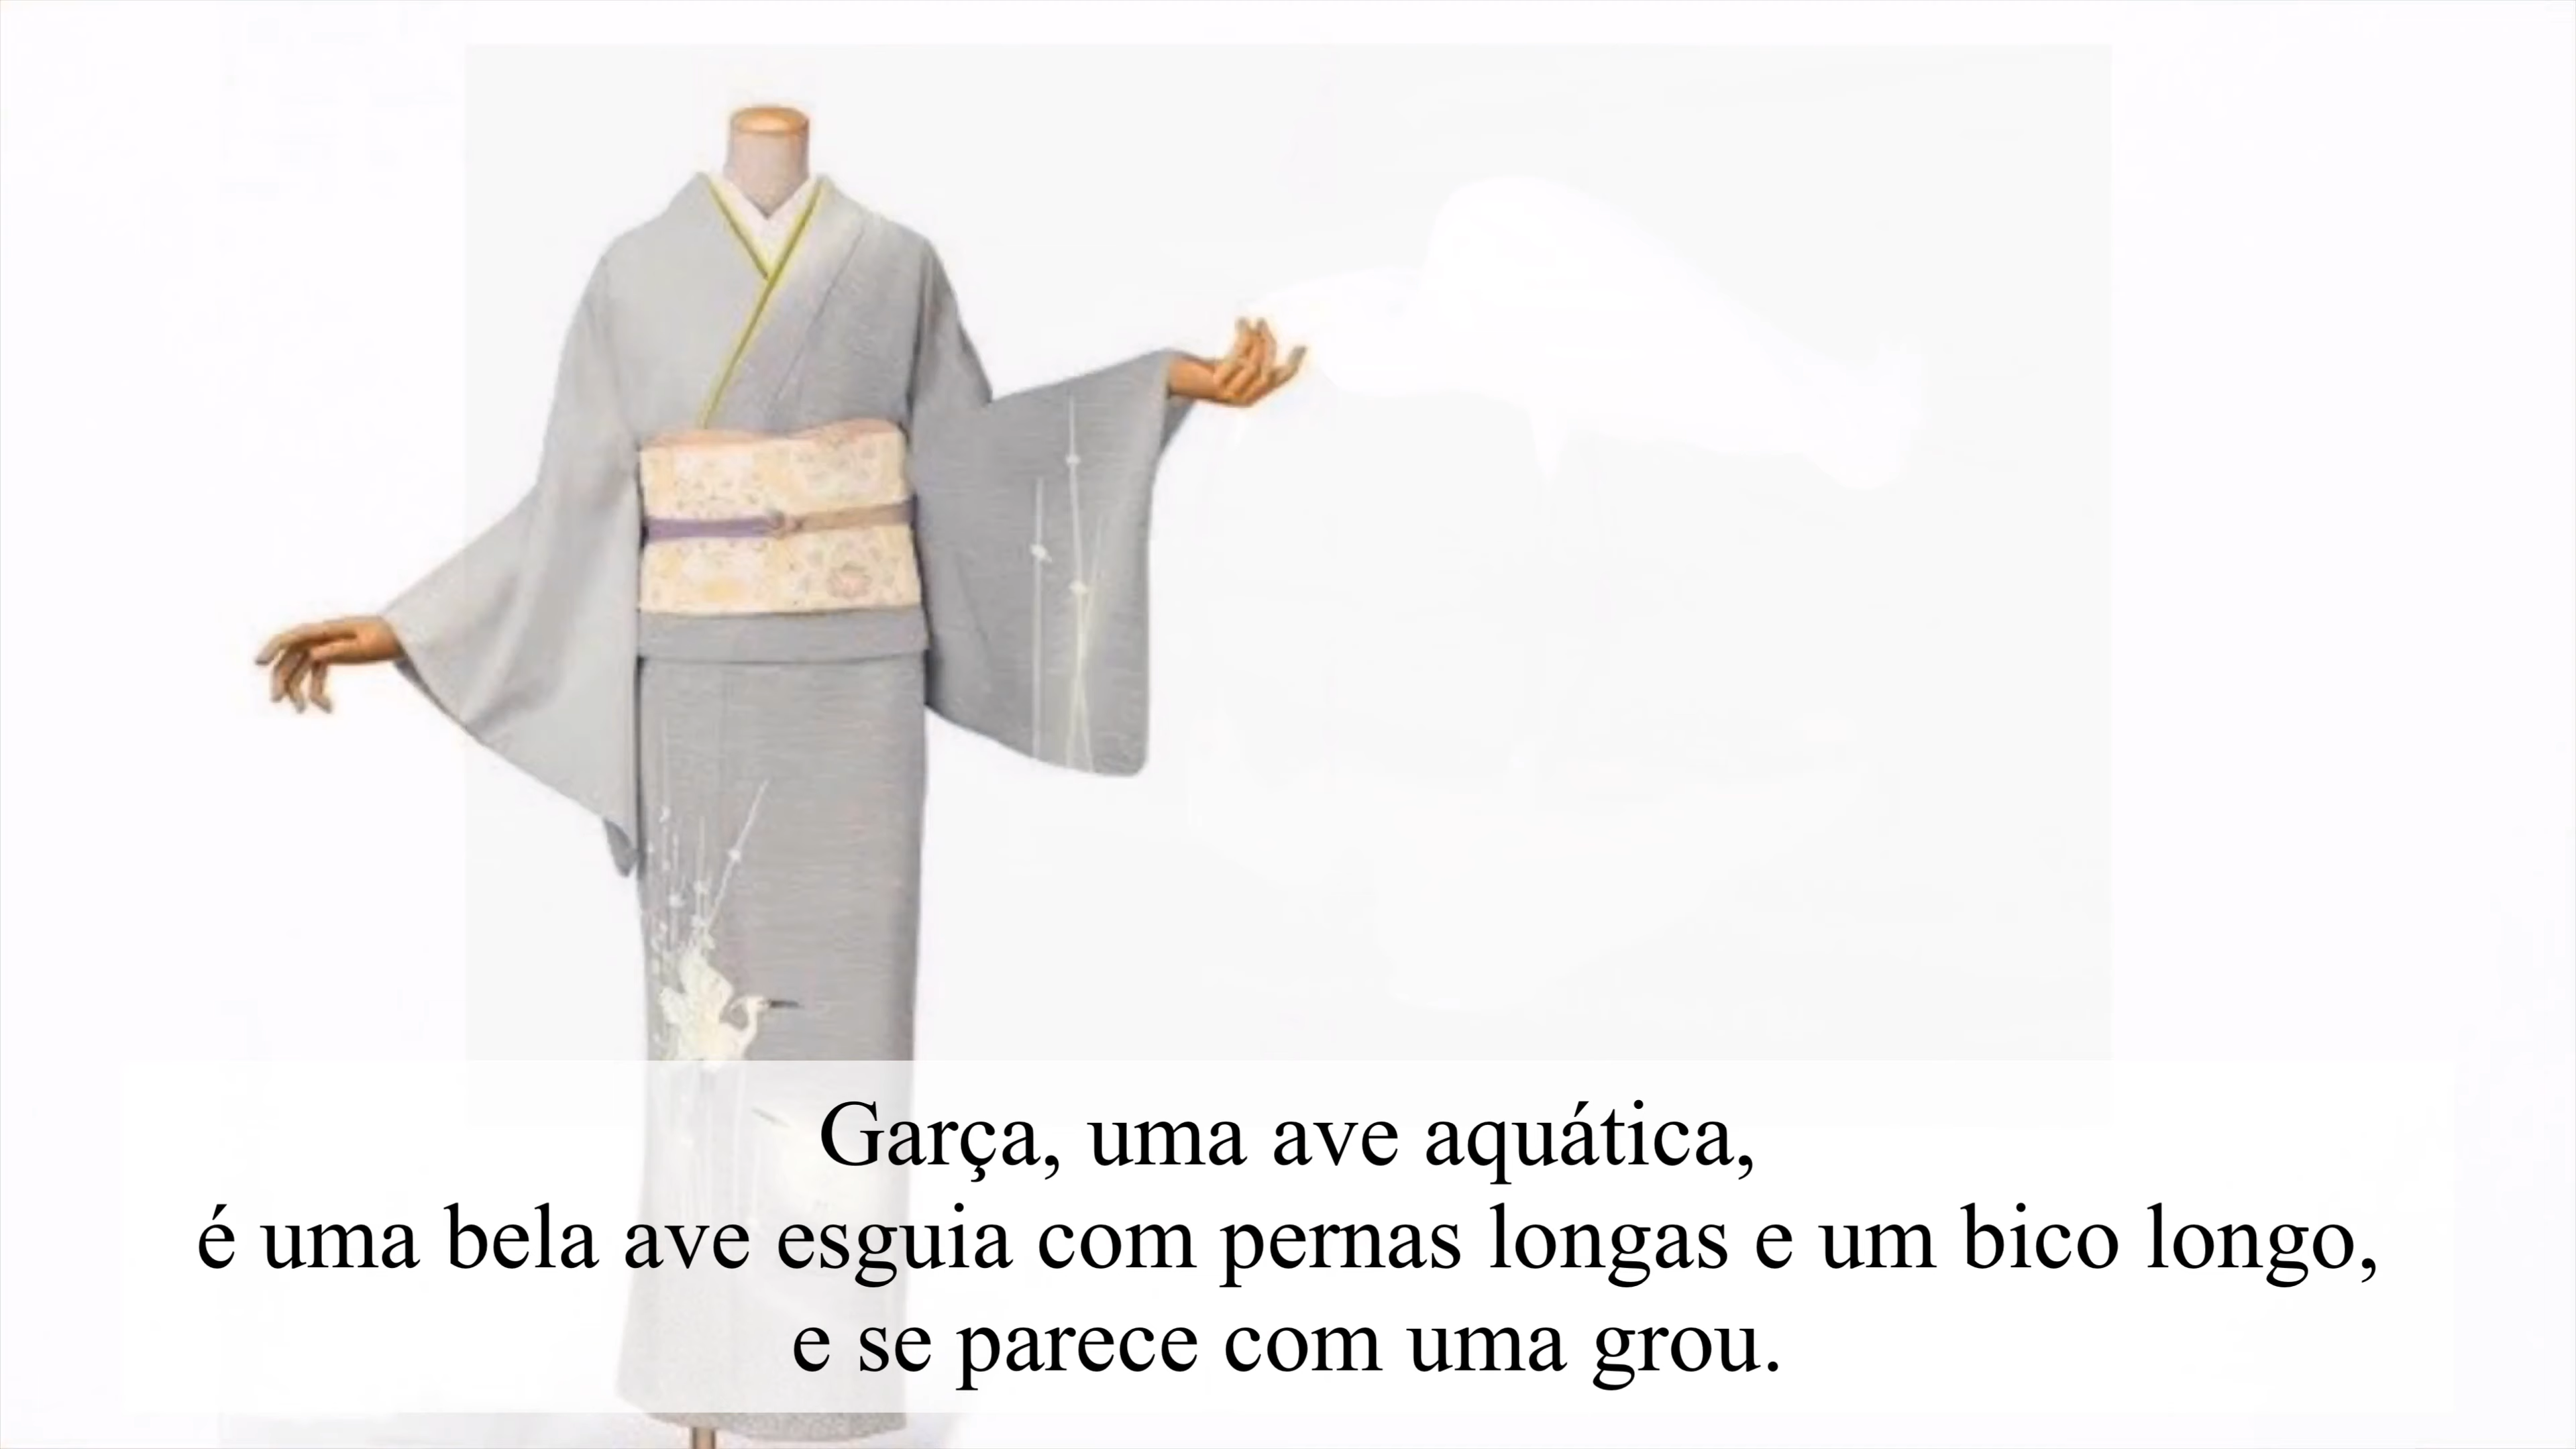 Garça, uma ave aquática,
é uma bela ave esguia com pernas longas e um bico longo,
e se parece com uma grou.